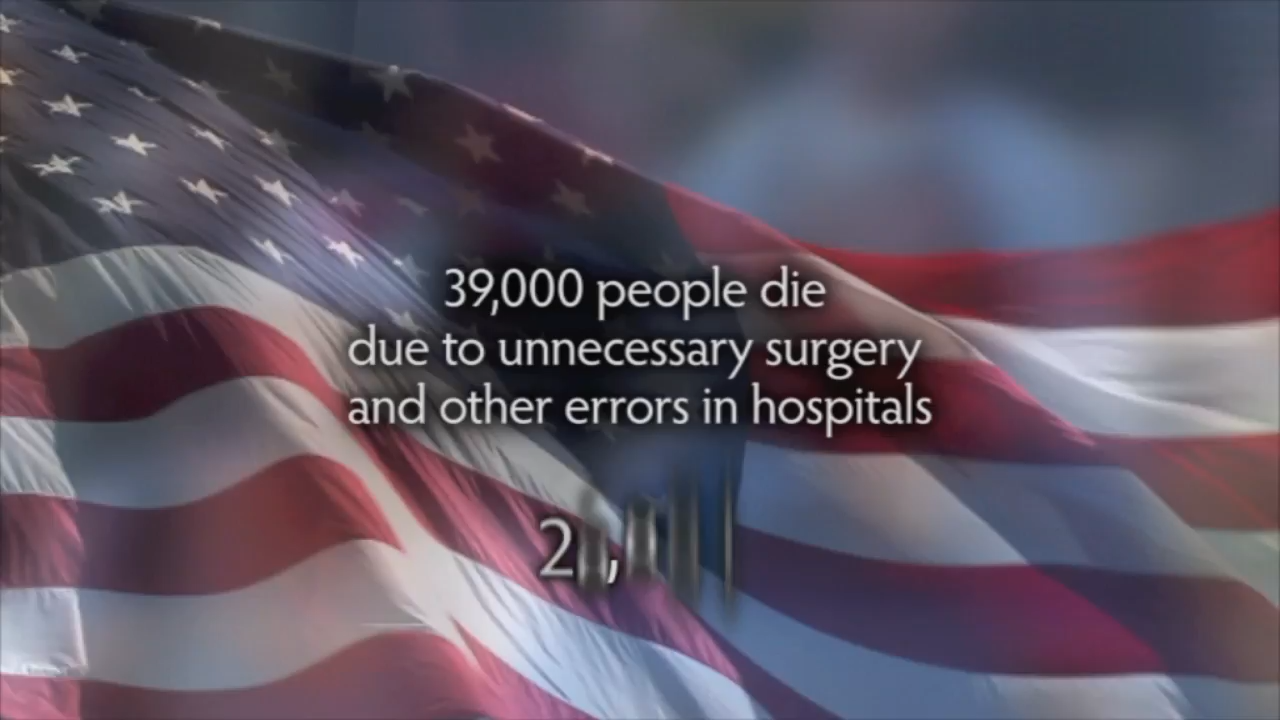 39,000 people die
due to unnecessary surgery
and other errors in hospitals